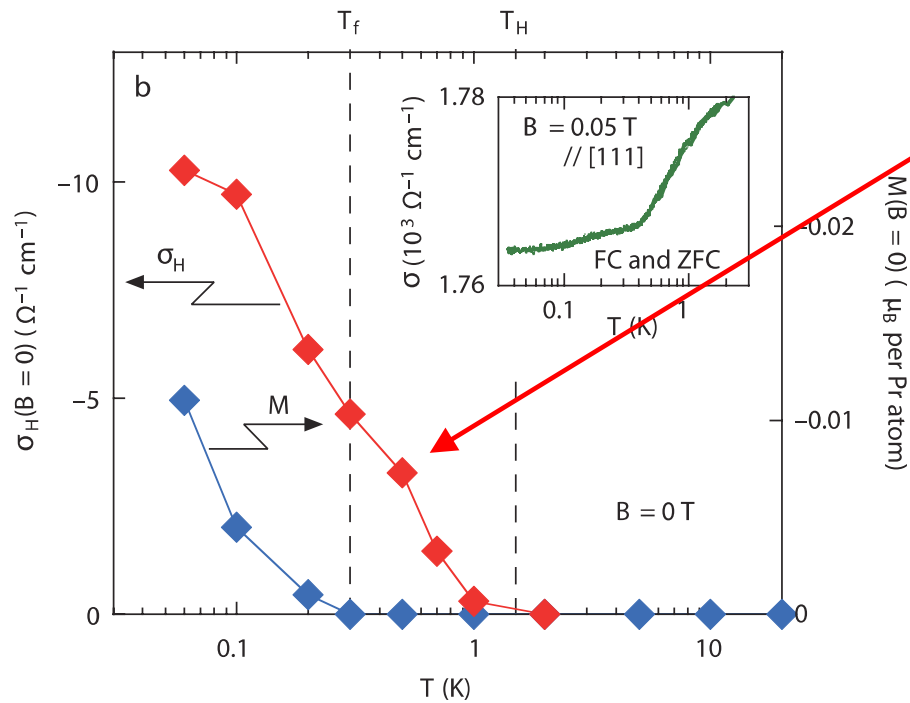 T_f
T_H
b
1.78
B = 0.05 T
// [111]
FC and ZFC
1.76
0.1
1
T (K)
σ (10³ Ω⁻¹ cm⁻¹)
σ_H
M
B = 0 T
−10
−5
0
σ_H(B = 0) ( Ω⁻¹ cm⁻¹)
−0.02
−0.01
0
M(B = 0) ( μ_B per Pr atom)
0.1
1
10
T (K)